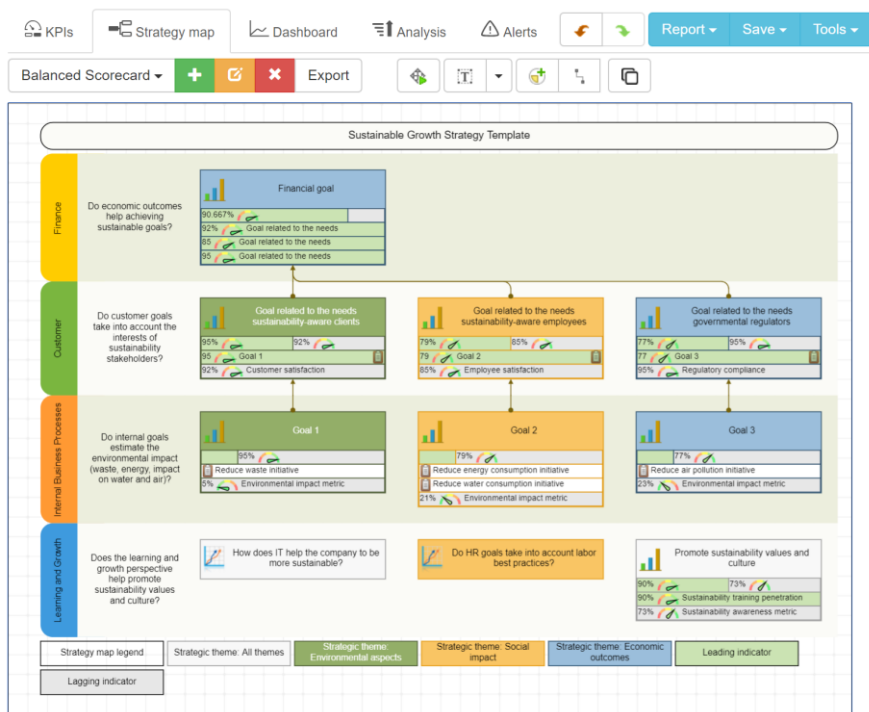 KPIs
Strategy map
Dashboard
Analysis
Alerts
Report
Save
Tools
Balanced Scorecard
Export
Sustainable Growth Strategy Template
Finance
Do economic outcomes
help achieving
sustainable goals?
Financial goal
90.667%
92% Goal related to the needs
85 Goal related to the needs
95 Goal related to the needs
Customer
Do customer goals
take into account the
interests of
sustainability
stakeholders?
Goal related to the needs
sustainability-aware clients
95% 92%
95 Goal 1
92% Customer satisfaction
Goal related to the needs
sustainability-aware employees
79% 85%
79 Goal 2
85% Employee satisfaction
Goal related to the needs
governmental regulators
77% 95%
77 Goal 3
95% Regulatory compliance
Internal Business Processes
Do internal goals
estimate the
environmental impact
(waste, energy, impact
on water and air)?
Goal 1
95%
Reduce waste initiative
5% Environmental impact metric
Goal 2
79%
Reduce energy consumption initiative
Reduce water consumption initiative
21% Environmental impact metric
Goal 3
77%
Reduce air pollution initiative
23% Environmental impact metric
Learning and Growth
Does the learning and
growth perspective
help promote
sustainability values
and culture?
How does IT help the company to be
more sustainable?
Do HR goals take into account labor
best practices?
Promote sustainability values and
culture
90% 73%
90% Sustainability training penetration
73% Sustainability awareness metric
Strategy map legend
Strategic theme: All themes
Strategic theme:
Environmental aspects
Strategic theme: Social
impact
Strategic theme: Economic
outcomes
Leading indicator
Lagging indicator